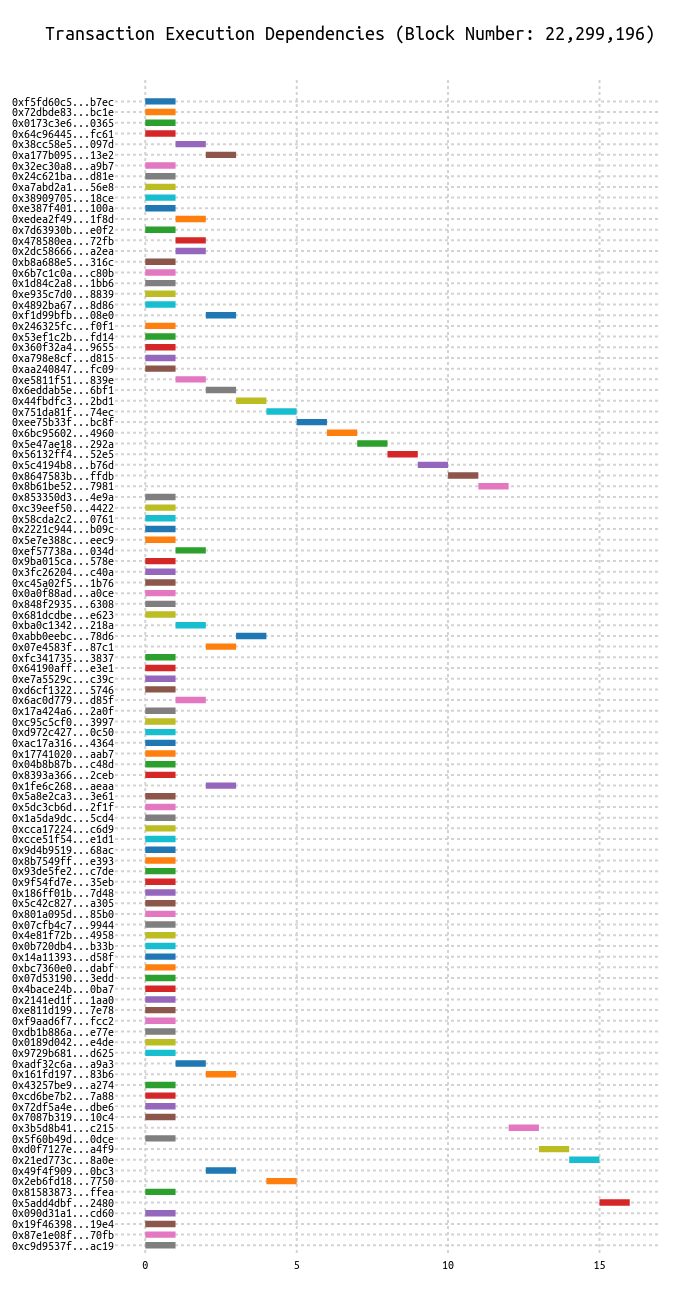 Transaction Execution Dependencies (Block Number: 22,299,196)
0xf5fd60c5...b7ec
0x72dbde83...bc1e
0x0173c3e6...0365
0x64c96445...fc61
0x38cc58e5...097d
0xa177b095...13e2
0x32ec30a8...a9b7
0x24c621ba...d81e
0xa7abd2a1...56e8
0x38909705...18ce
0xe387f401...100a
0xedea2f49...1f8d
0x7d63930b...e0f2
0x478580ea...72fb
0x2dc58666...a2ea
0xb8a688e5...316c
0x6b7c1c0a...c80b
0x1d84c2a8...1bb6
0xe935c7d0...8839
0x4892ba67...8d86
0xf1d99bfb...08e0
0x246325fc...f0f1
0x53ef1c2b...fd14
0x360f32a4...9655
0xa798e8cf...d815
0xaa240847...fc09
0xe5811f51...839e
0x6eddab5e...6bf1
0x44fbdfc3...2bd1
0x751da81f...74ec
0xee75b33f...bc8f
0x6bc95602...4960
0x5e47ae18...292a
0x56132ff4...52e5
0x5c4194b8...b76d
0x8647583b...ffdb
0x8b61be52...7981
0x853350d3...4e9a
0xc39eef50...4422
0x58cda2c2...0761
0x2221c944...b09c
0x5e7e388c...eec9
0xef57738a...034d
0x9ba015ca...578e
0x3fc26204...c40a
0xc45a02f5...1b76
0x0a0f88ad...a0ce
0x848f2935...6308
0x681dcdbe...e623
0xba0c1342...218a
0xabb0eebc...78d6
0x07e4583f...87c1
0xfc341735...3837
0x64190aff...e3e1
0xe7a5529c...c39c
0xd6cf1322...5746
0x6ac0d779...d85f
0x17a424a6...2a0f
0xc95c5cf0...3997
0xd972c427...0c50
0xac17a316...4364
0x17741020...aab7
0x04b8b87b...c48d
0x8393a366...2ceb
0x1fe6c268...aeaa
0x5a8e2ca3...3e61
0x5dc3cb6d...2f1f
0x1a5da9dc...5cd4
0xcca17224...c6d9
0xcce51f54...e1d1
0x9d4b9519...68ac
0x8b7549ff...e393
0x93de5fe2...c7de
0x9f54fd7e...35eb
0x186ff01b...7d48
0x5c42c827...a305
0x801a095d...85b0
0x07cfb4c7...9944
0x4e81f72b...4958
0x0b720db4...b33b
0x14a11393...d58f
0xbc7360e0...dabf
0x07d53190...3edd
0x4bace24b...0ba7
0x2141ed1f...1aa0
0xe811d199...7e78
0xf9aad6f7...fcc2
0xdb1b886a...e77e
0x0189d042...e4de
0x9729b681...d625
0xadf32c6a...a9a3
0x161fd197...83b6
0x43257be9...a274
0xcd6be7b2...7a88
0x72df5a4e...dbe6
0x7087b319...10c4
0x3b5d8b41...c215
0x5f60b49d...0dce
0xd0f7127e...a4f9
0x21ed773c...8a0e
0x49f4f909...0bc3
0x2eb6fd18...7750
0x81583873...ffea
0x5add4dbf...2480
0x090d31a1...cd60
0x19f46398...19e4
0x87e1e08f...70fb
0xc9d9537f...ac19
0 5 10 15